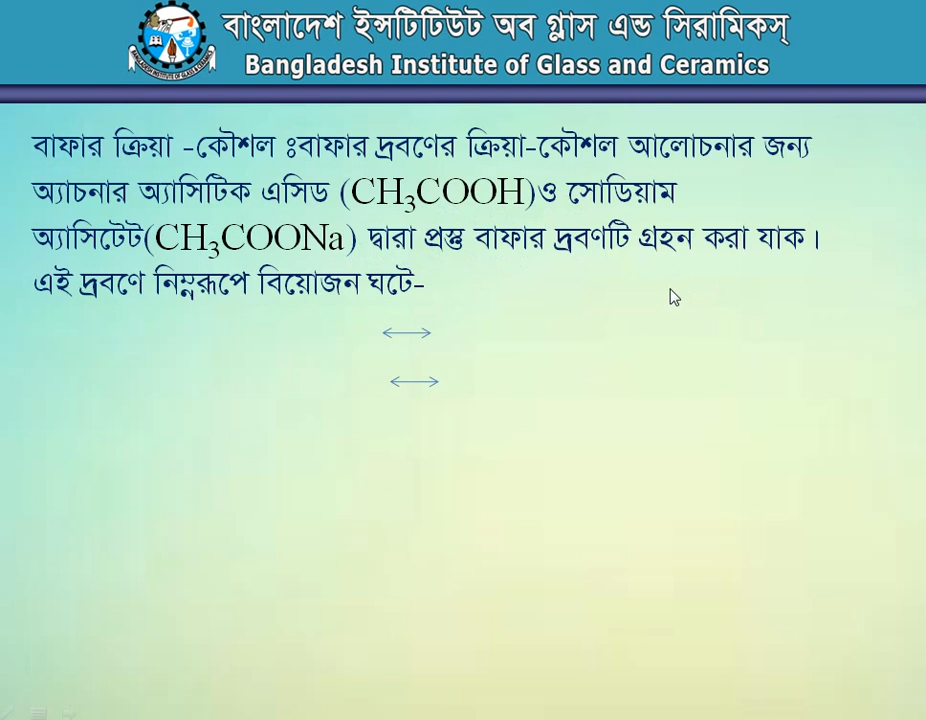 বাংলাদেশ ইন্সটিটিউট অব গ্লাস এন্ড সিরামিকস্
Bangladesh Institute of Glass and Ceramics
বাফার ক্রিয়া -কৌশল ঃবাফার দ্রবণের ক্রিয়া-কৌশল আলোচনার জন্য
অ্যাচনার অ্যাসিটিক এসিড (CH₃COOH)ও সোডিয়াম
অ্যাসিটেট(CH₃COONa) দ্বারা প্রস্তু বাফার দ্রবণটি গ্রহন করা যাক।
এই দ্রবণে নিম্নরূপে বিয়োজন ঘটে-